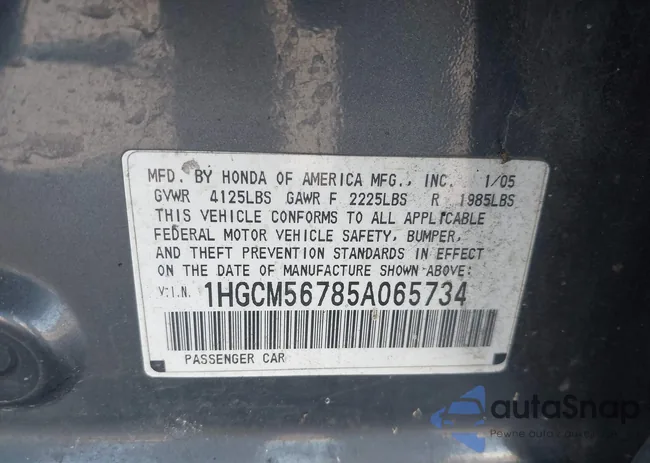 MFD. BY HONDA OF AMERICA MFG., INC. 1/05
GVWR 4125LBS GAWR F 2225LBS R 1985LBS
THIS VEHICLE CONFORMS TO ALL APPLICABLE
FEDERAL MOTOR VEHICLE SAFETY, BUMPER,
AND THEFT PREVENTION STANDARDS IN EFFECT
ON THE DATE OF MANUFACTURE SHOWN ABOVE:
V.I.N. 1HGCM56785A065734
PASSENGER CAR
autoSnap
Pewne auto z